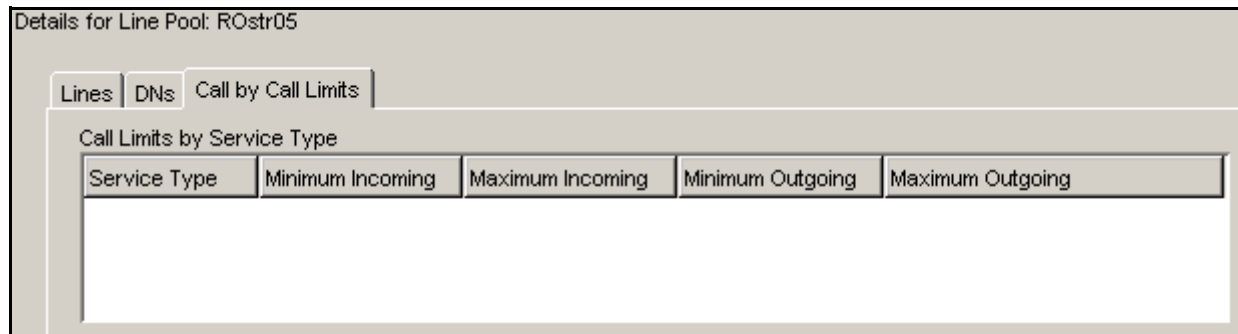 Details for Line Pool: ROstr05
Lines DNs Call by Call Limits
Call Limits by Service Type
Service Type Minimum Incoming Maximum Incoming Minimum Outgoing Maximum Outgoing